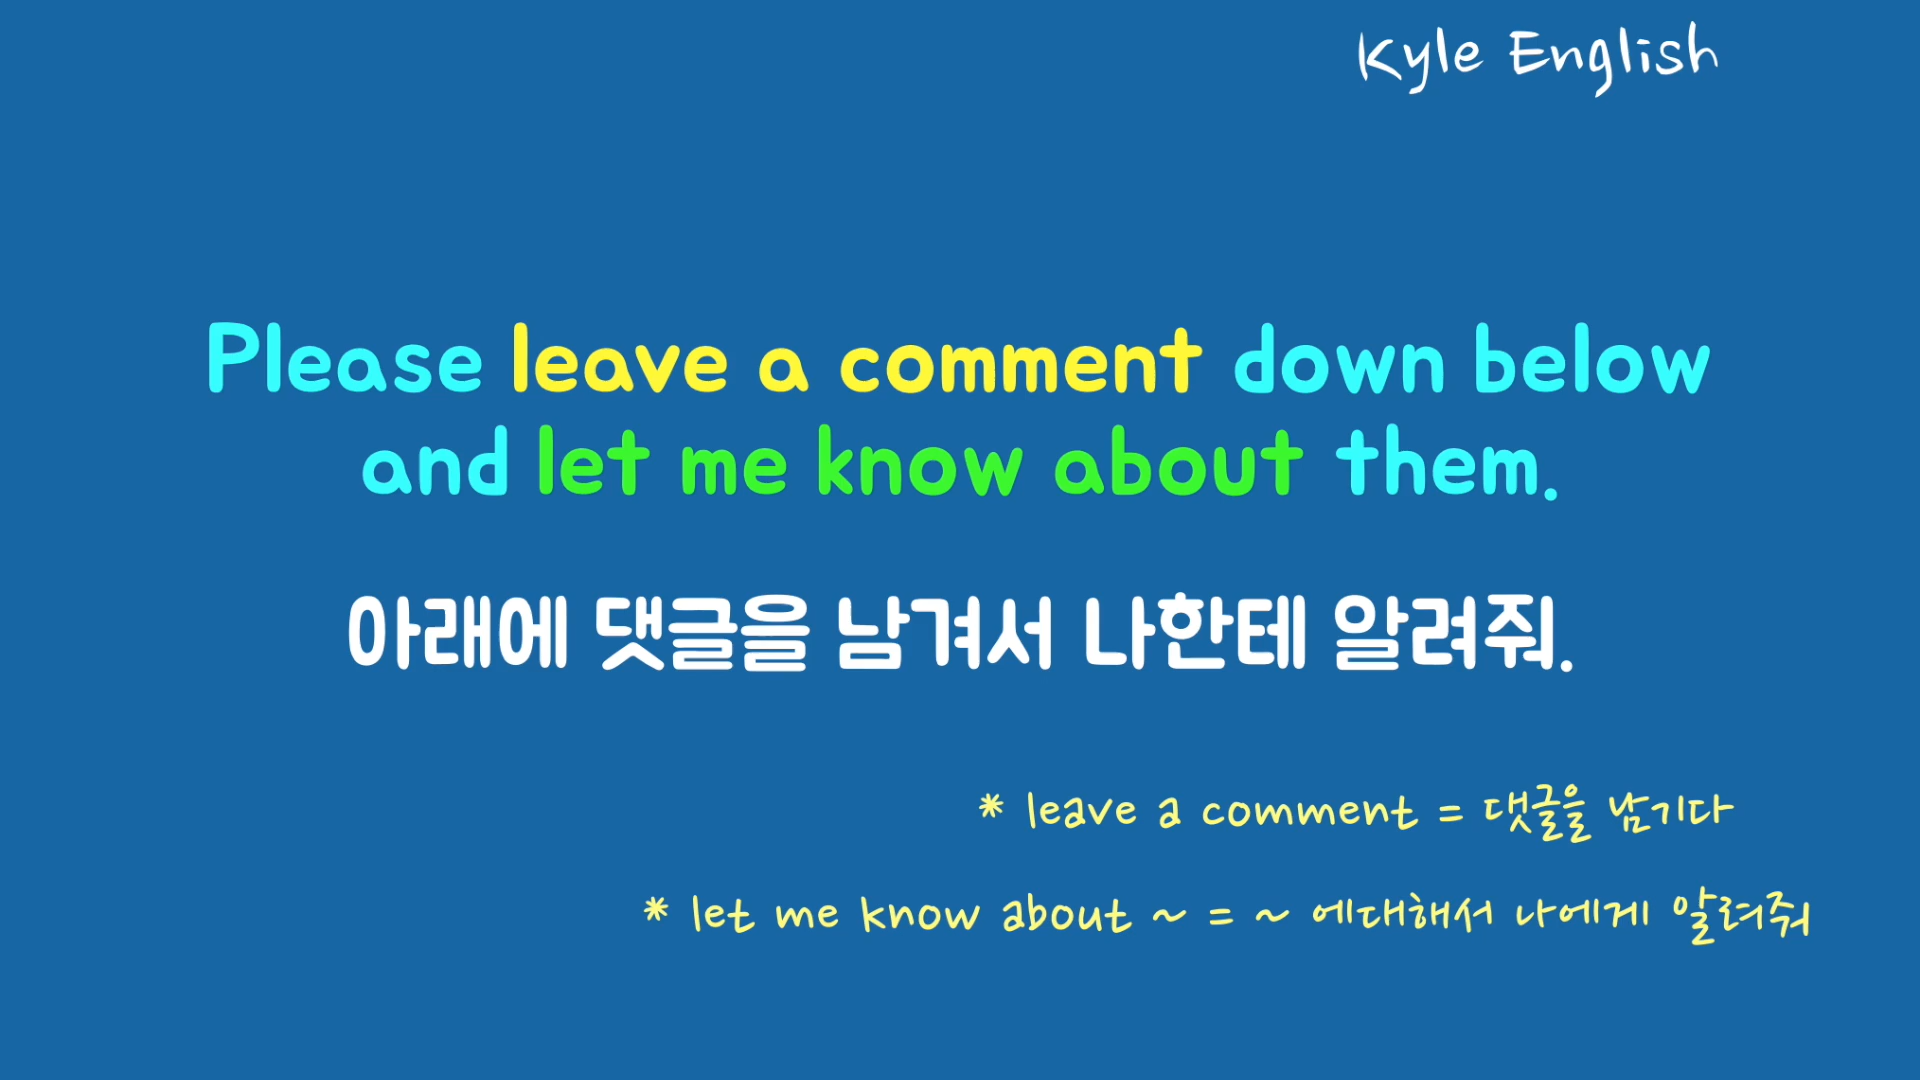 Kyle English
Please leave a comment down below
and let me know about them.
아래에 댓글을 남겨서 나한테 알려줘.
* leave a comment = 댓글을 남기다
* let me know about ~ = ~ 에대해서 나에게 알려줘